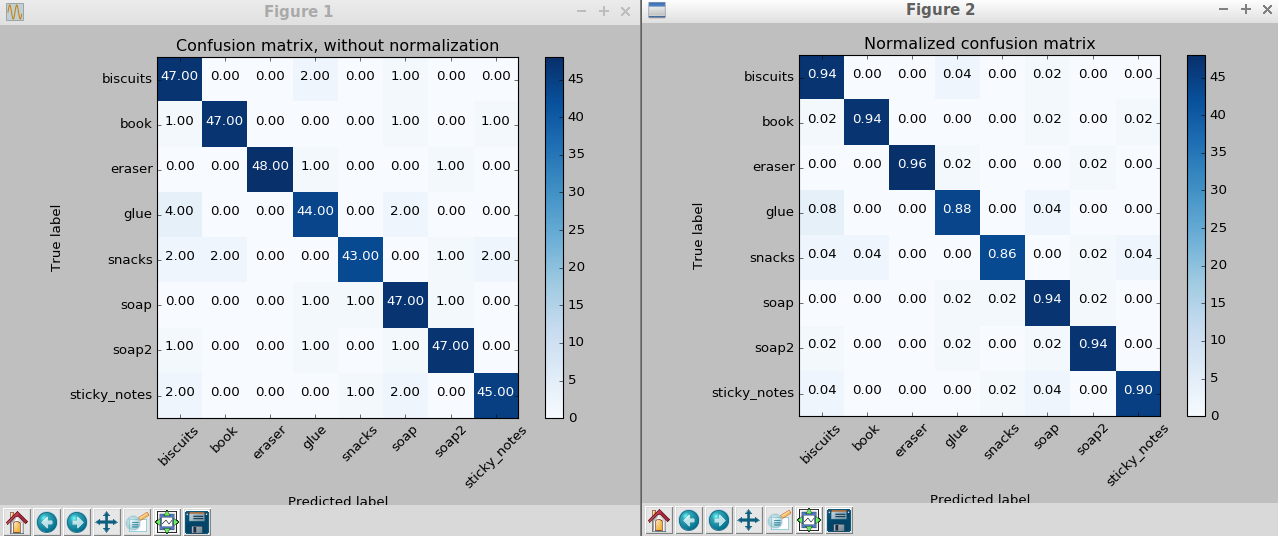 Figure 1
Confusion matrix, without normalization
biscuits 47.00 0.00 0.00 2.00 0.00 1.00 0.00 0.00
book 1.00 47.00 0.00 0.00 0.00 1.00 0.00 1.00
eraser 0.00 0.00 48.00 1.00 0.00 0.00 1.00 0.00
glue 4.00 0.00 0.00 44.00 0.00 2.00 0.00 0.00
snacks 2.00 2.00 0.00 0.00 43.00 0.00 1.00 2.00
soap 0.00 0.00 0.00 1.00 1.00 47.00 1.00 0.00
soap2 1.00 0.00 0.00 1.00 0.00 1.00 47.00 0.00
sticky_notes 2.00 0.00 0.00 0.00 1.00 2.00 0.00 45.00
True label
biscuits book eraser glue snacks soap soap2 sticky_notes
Predicted label
45
40
35
30
25
20
15
10
5
0
Figure 2
Normalized confusion matrix
biscuits 0.94 0.00 0.00 0.04 0.00 0.02 0.00 0.00
book 0.02 0.94 0.00 0.00 0.00 0.02 0.00 0.02
eraser 0.00 0.00 0.96 0.02 0.00 0.00 0.02 0.00
glue 0.08 0.00 0.00 0.88 0.00 0.04 0.00 0.00
snacks 0.04 0.04 0.00 0.00 0.86 0.00 0.02 0.04
soap 0.00 0.00 0.00 0.02 0.02 0.94 0.02 0.00
soap2 0.02 0.00 0.00 0.02 0.00 0.02 0.94 0.00
sticky_notes 0.04 0.00 0.00 0.00 0.02 0.04 0.00 0.90
True label
biscuits book eraser glue snacks soap soap2 sticky_notes
Predicted label
45
40
35
30
25
20
15
10
5
0